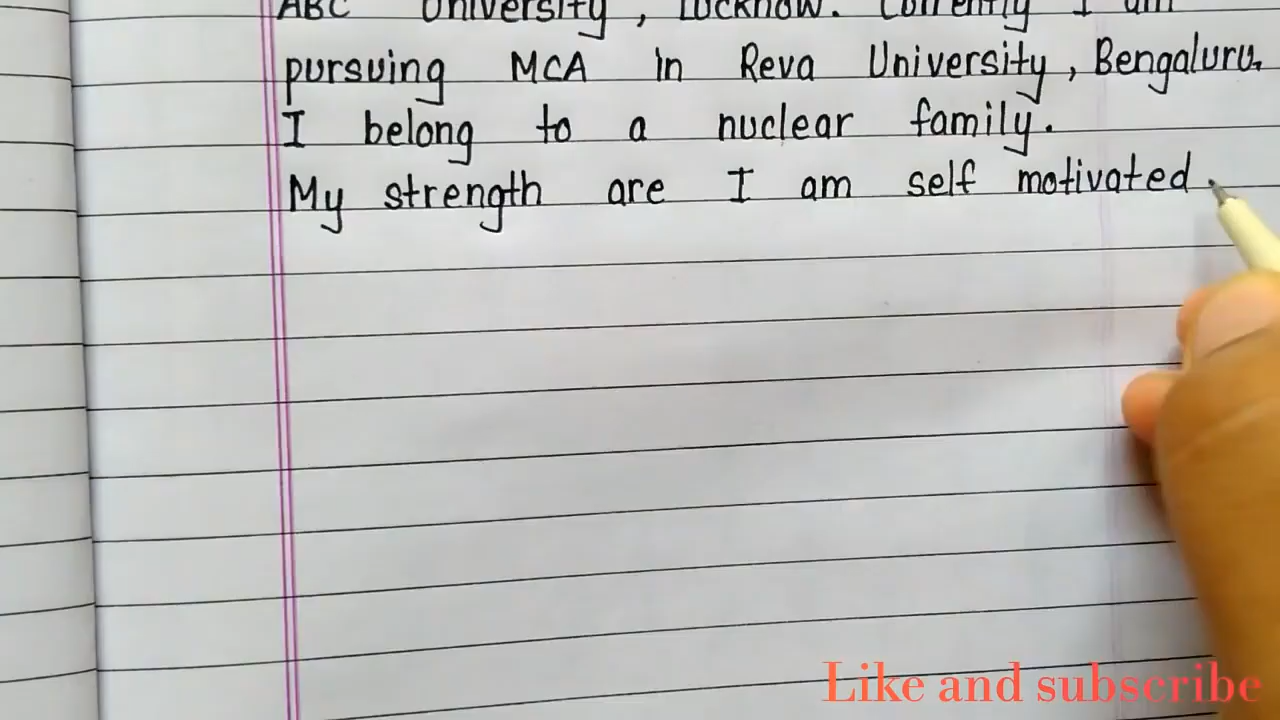 ABC University, Lucknow. Currently I am
pursuing MCA in Reva University, Bengaluru.
I belong to a nuclear family.
My strength are I am self motivated
Like and subscribe